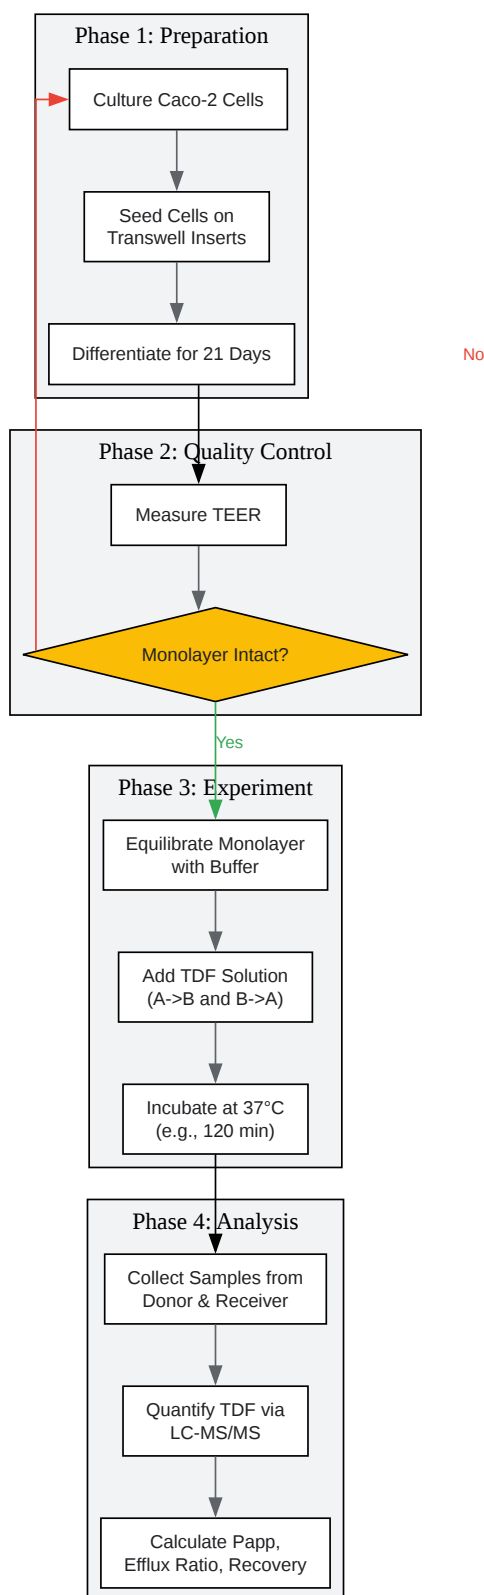 Phase 1: Preparation
Culture Caco-2 Cells
Seed Cells on
Transwell Inserts
Differentiate for 21 Days
No
Phase 2: Quality Control
Measure TEER
Monolayer Intact?
Yes
Phase 3: Experiment
Equilibrate Monolayer
with Buffer
Add TDF Solution
(A->B and B->A)
Incubate at 37°C
(e.g., 120 min)
Phase 4: Analysis
Collect Samples from
Donor & Receiver
Quantify TDF via
LC-MS/MS
Calculate Papp,
Efflux Ratio, Recovery